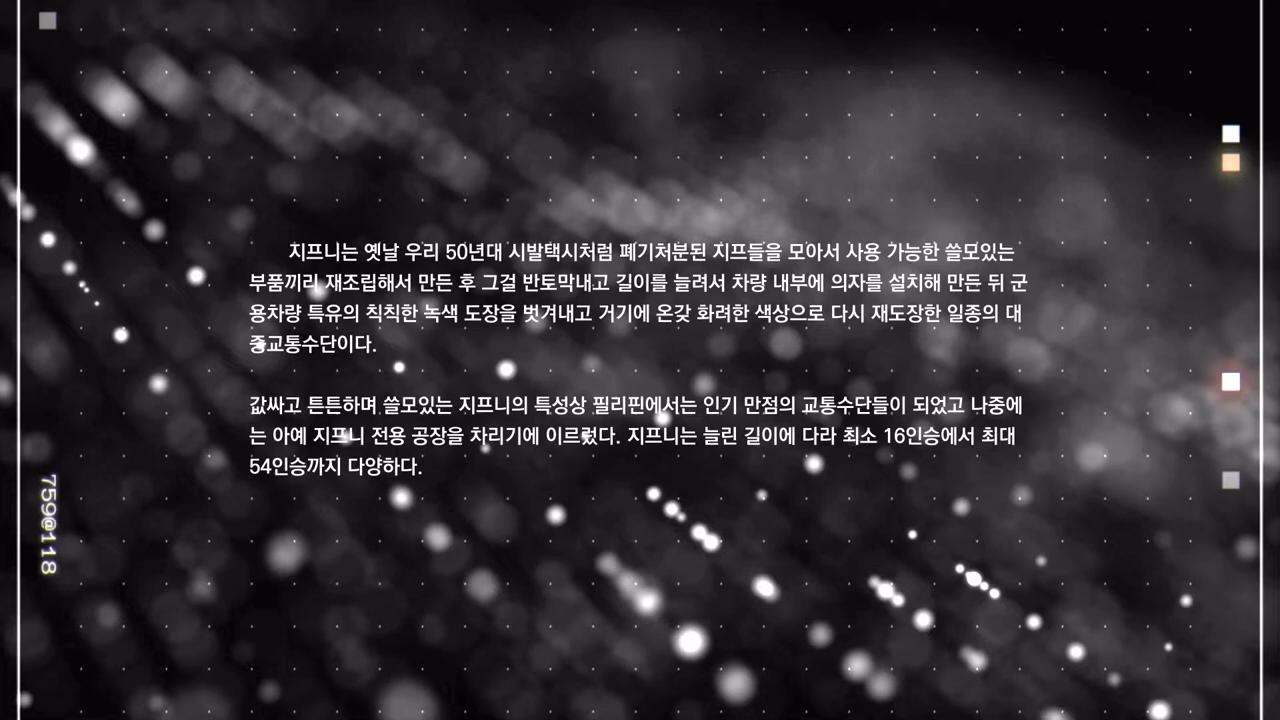 지프니는 옛날 우리 50년대 시발택시처럼 폐기처분된 지프들을 모아서 사용 가능한 쓸모있는
부품끼리 재조립해서 만든 후 그걸 반토막내고 길이를 늘려서 차량 내부에 의자를 설치해 만든 뒤 군
용차량 특유의 칙칙한 녹색 도장을 벗겨내고 거기에 온갖 화려한 색상으로 다시 재도장한 일종의 대
중교통수단이다.
값싸고 튼튼하며 쓸모있는 지프니의 특성상 필리핀에서는 인기 만점의 교통수단들이 되었고 나중에
는 아예 지프니 전용 공장을 차리기에 이르렀다. 지프니는 늘린 길이에 다라 최소 16인승에서 최대
54인승까지 다양하다.
759@118